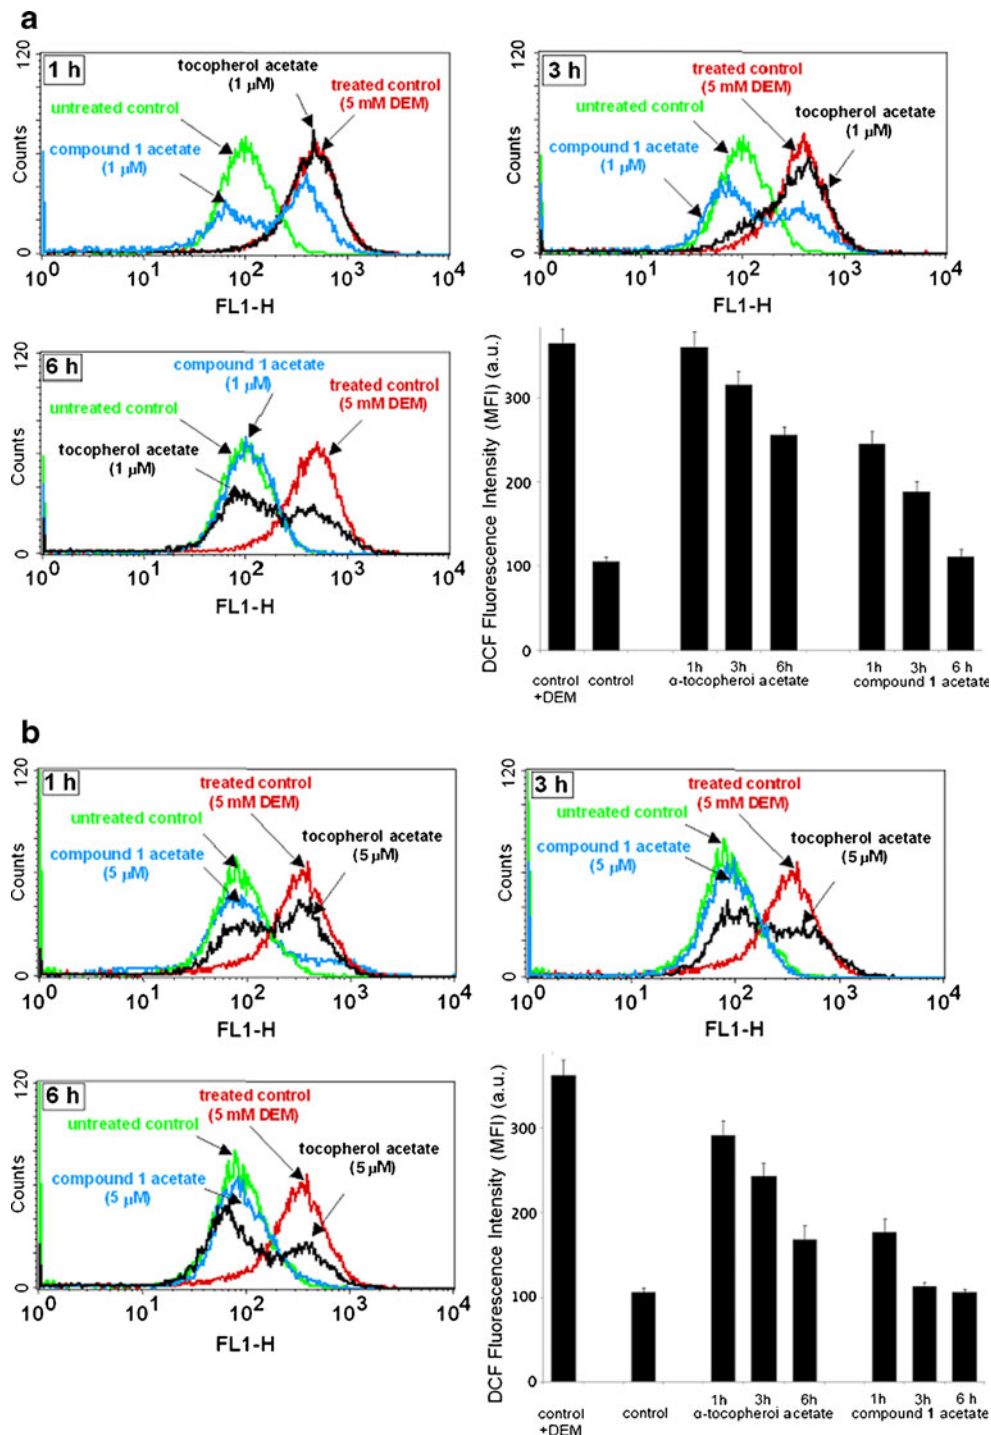 a
120
1 h
tocopherol acetate
(1 µM)
treated control
(5 mM DEM)
untreated control
compound 1 acetate
(1 µM)
Counts
0
10^0 10^1 10^2 10^3 10^4
FL1-H
120
3 h
treated control
(5 mM DEM)
untreated control
tocopherol acetate
(1 µM)
compound 1 acetate
(1 µM)
Counts
0
10^0 10^1 10^2 10^3 10^4
FL1-H
120
6 h
compound 1 acetate
(1 µM)
untreated control
treated control
(5 mM DEM)
tocopherol acetate
(1 µM)
Counts
0
10^0 10^1 10^2 10^3 10^4
FL1-H
DCF Fluorescence Intensity (MFI) (a.u.)
300
200
100
0
control
+DEM
control
1h 3h 6h
α-tocopheroi acetate
1h 3h 6 h
compound 1 acetate
b
120
1 h
treated control
(5 mM DEM)
untreated control
tocopherol acetate
(5 µM)
compound 1 acetate
(5 µM)
Counts
0
10^0 10^1 10^2 10^3 10^4
FL1-H
120
3 h
treated control
(5 mM DEM)
untreated control
tocopherol acetate
(5 µM)
compound 1 acetate
(5 µM)
Counts
0
10^0 10^1 10^2 10^3 10^4
FL1-H
120
6 h
treated control
(5 mM DEM)
untreated control
tocopherol acetate
(5 µM)
compound 1 acetate
(5 µM)
Counts
0
10^0 10^1 10^2 10^3 10^4
FL1-H
DCF Fluorescence Intensity (MFI) (a.u.)
300
200
100
0
control
+DEM
control
1h 3h 6h
α-tocopheroi acetate
1h 3h 6 h
compound 1 acetate